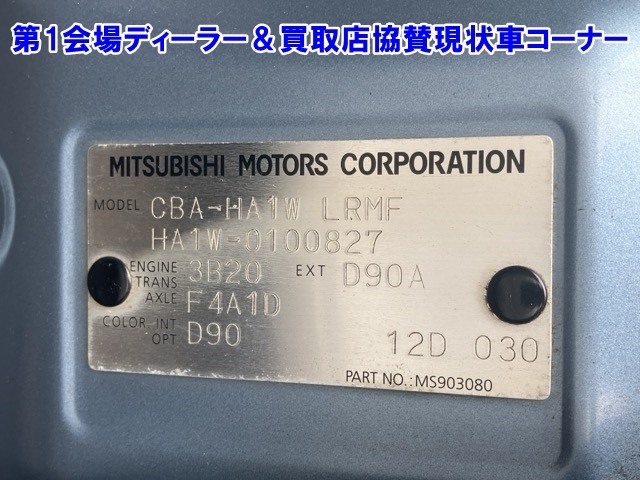 第1会場ディーラー＆買取店協賛現状車コーナー
MITSUBISHI MOTORS CORPORATION
MODEL CBA-HA1W LRMF
HA1W-0100827
ENGINE 3B20 EXT D90A
TRANS
AXLE F4A1D
COLOR INT
OPT D90
12D 030
PART NO.: MS903080